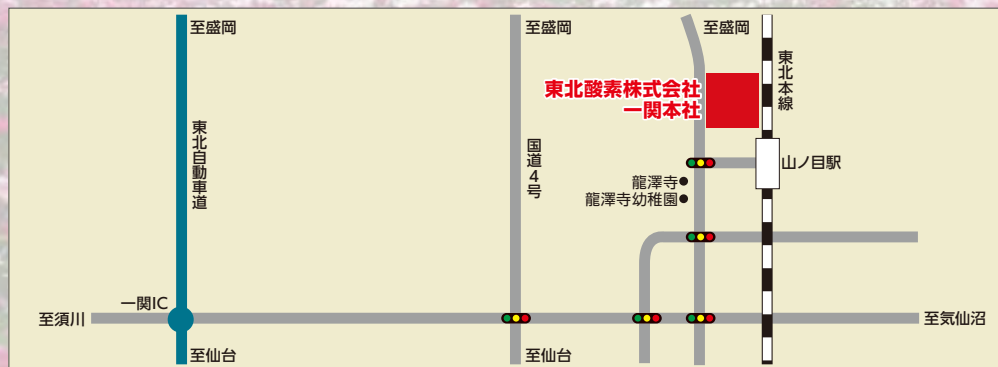 至盛岡
至盛岡
至盛岡
東北酸素株式会社
一関本社
東北本線
東北自動車道
国道4号
山ノ目駅
龍澤寺
龍澤寺幼稚園
一関IC
至須川
至気仙沼
至仙台
至仙台